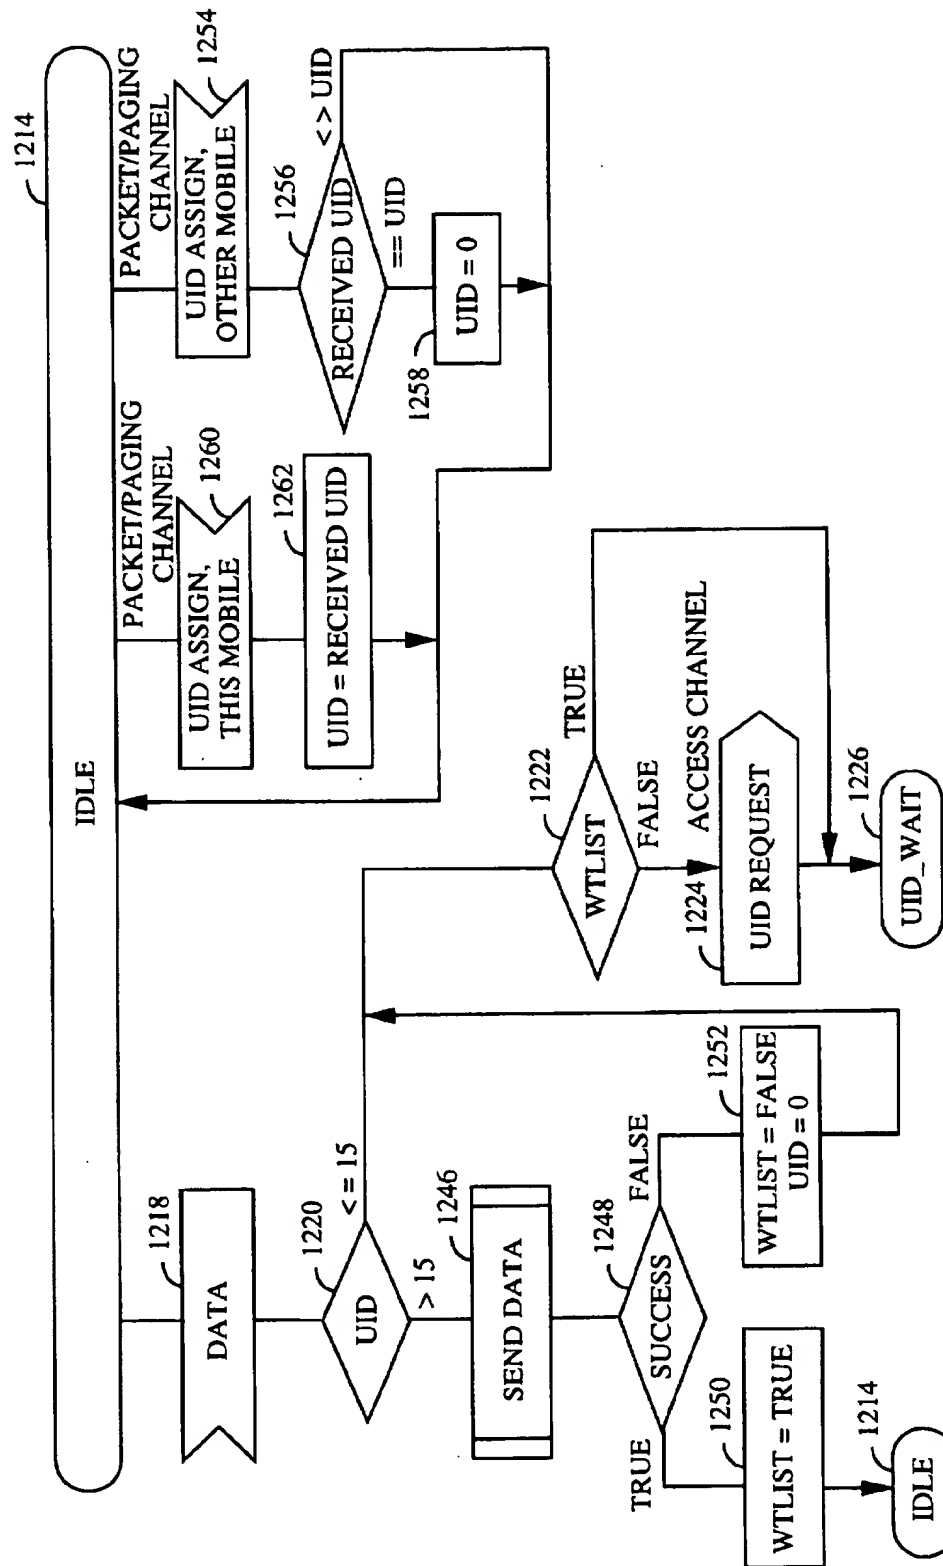 1214
IDLE
DATA
1218
UID
1220
<= 15
> 15
SEND DATA
1246
SUCCESS
1248
TRUE
FALSE
WTLIST = TRUE
1250
IDLE
1214
WTLIST = FALSE
UID = 0
1252
WTLIST
1222
TRUE
FALSE
ACCESS CHANNEL
UID REQUEST
1224
UID_WAIT
1226
PACKET/PAGING
CHANNEL
UID ASSIGN,
THIS MOBILE
1260
UID = RECEIVED UID
1262
PACKET/PAGING
CHANNEL
UID ASSIGN,
OTHER MOBILE
1254
RECEIVED UID
1256
< > UID
== UID
UID = 0
1258